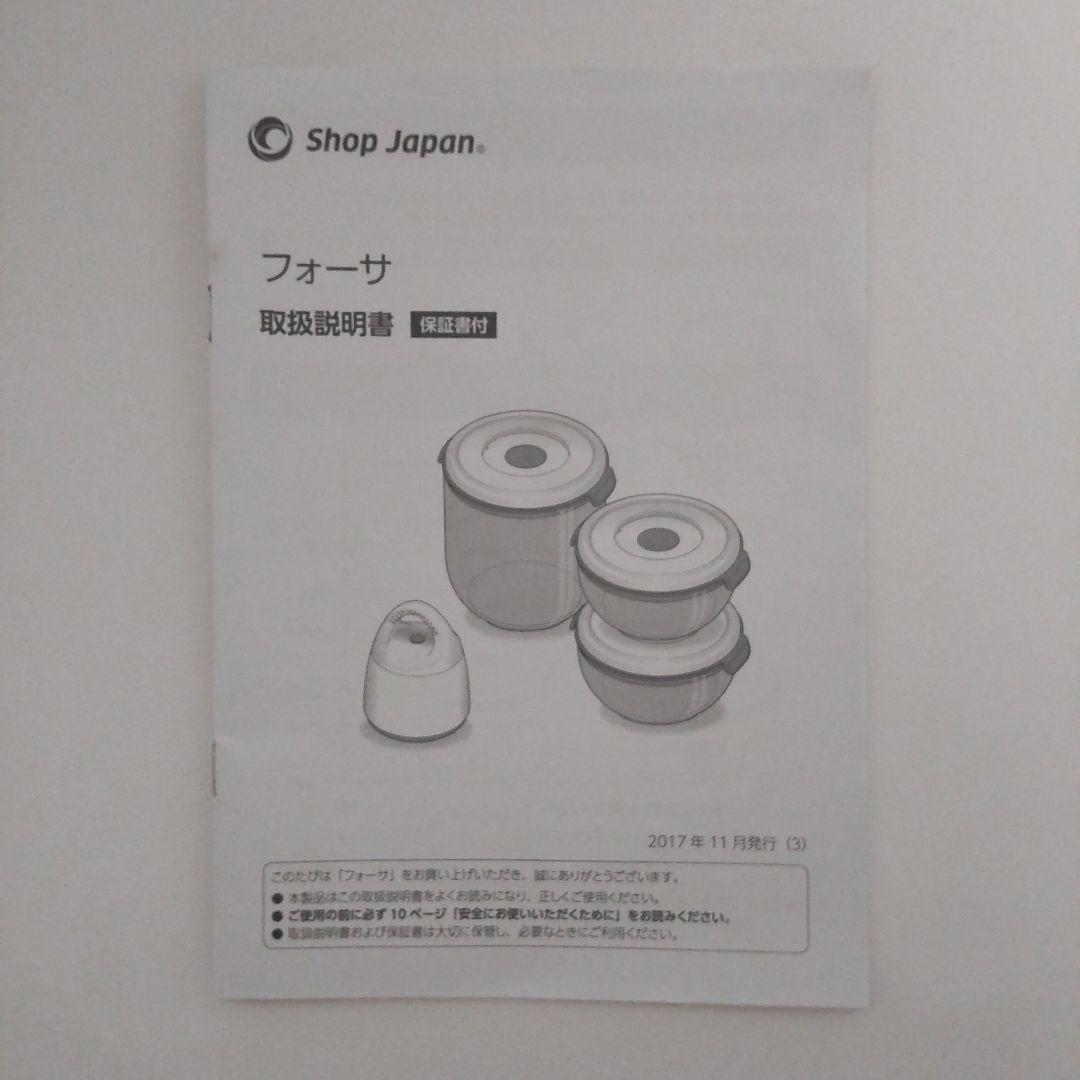 Shop Japan®
フォーサ
取扱説明書 保証書付
2017年11月発行（3）
このたびは「フォーサ」をお買い上げいただき、誠にありがとうございます。
● 本製品はこの取扱説明書をよくお読みになり、正しくご使用ください。
● ご使用の前に必ず10ページ「安全にお使いいただくために」をお読みください。
● 取扱説明書および保証書は大切に保管し、必要なときにご利用ください。